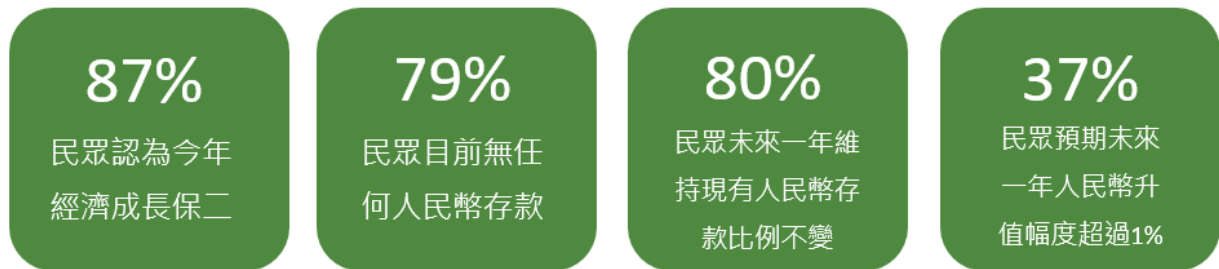 87%
民眾認為今年
經濟成長保二
79%
民眾目前無任
何人民幣存款
80%
民眾未來一年維
持現有人民幣存
款比例不變
37%
民眾預期未來
一年人民幣升
值幅度超過1%